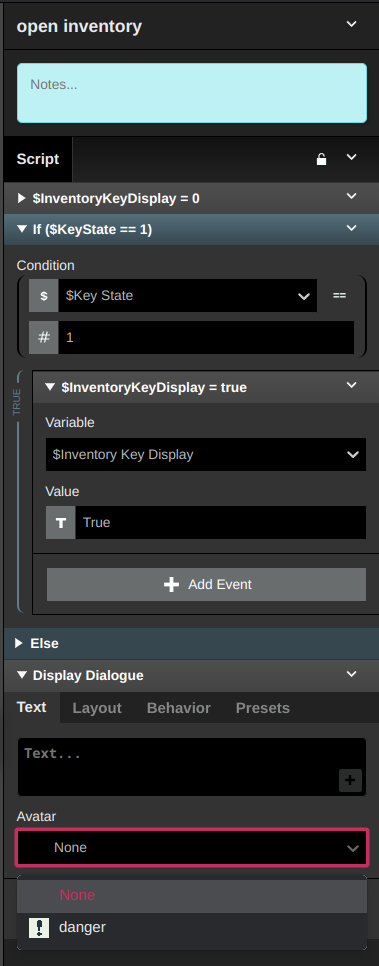 open inventory
Notes...
Script
$InventoryKeyDisplay = 0
If ($KeyState == 1)
Condition
$ $Key State ==
# 1
TRUE
$InventoryKeyDisplay = true
Variable
$Inventory Key Display
Value
T True
Add Event
Else
Display Dialogue
Text Layout Behavior Presets
Text...
Avatar
None
None
danger